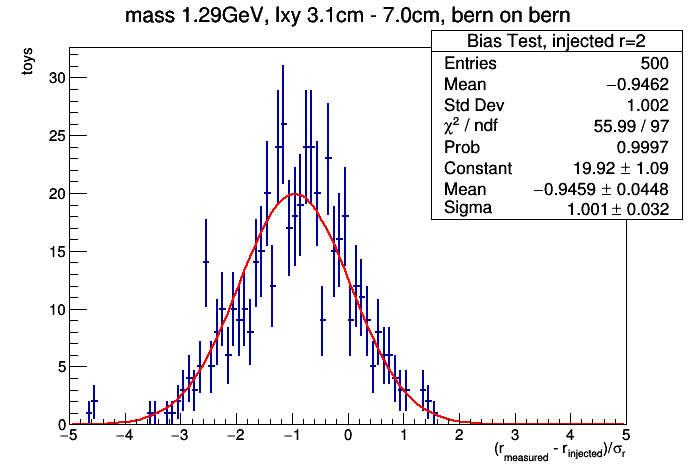 mass 1.29GeV, lxy 3.1cm - 7.0cm, bern on bern
Bias Test, injected r=2
Entries 500
Mean −0.9462
Std Dev 1.002
χ² / ndf 55.99 / 97
Prob 0.9997
Constant 19.92 ± 1.09
Mean −0.9459 ± 0.0448
Sigma 1.001 ± 0.032
toys
30
25
20
15
10
5
0
−5 −4 −3 −2 −1 0 1 2 3 4 5
(r_measured - r_injected)/σ_r